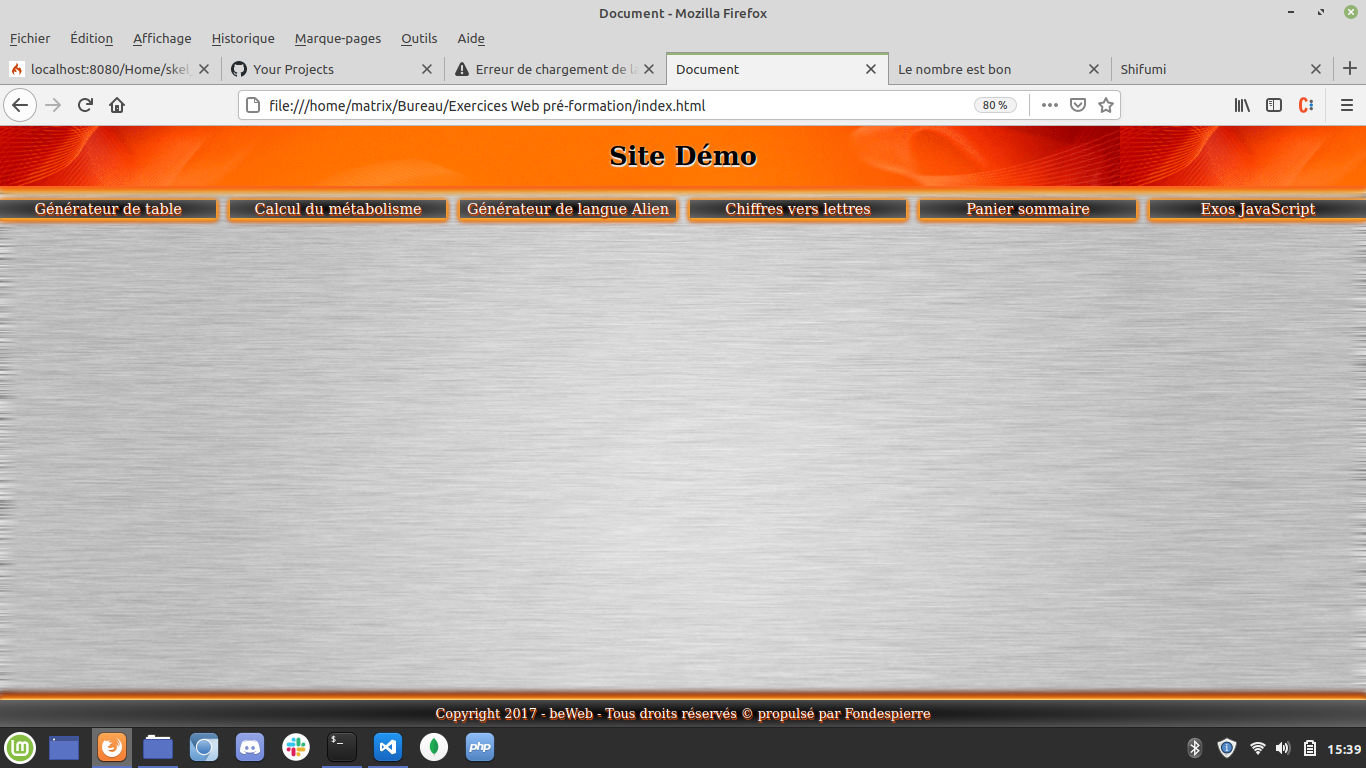 Document - Mozilla Firefox
Fichier Édition Affichage Historique Marque-pages Outils Aide
localhost:8080/Home/skel Your Projects Erreur de chargement de la Document Le nombre est bon Shifumi
file:///home/matrix/Bureau/Exercices Web pré-formation/index.html 80 %
Site Démo
Générateur de table Calcul du métabolisme Générateur de langue Alien Chiffres vers lettres Panier sommaire Exos JavaScript
Copyright 2017 - beWeb - Tous droits réservés © propulsé par Fondespierre
php 15:39